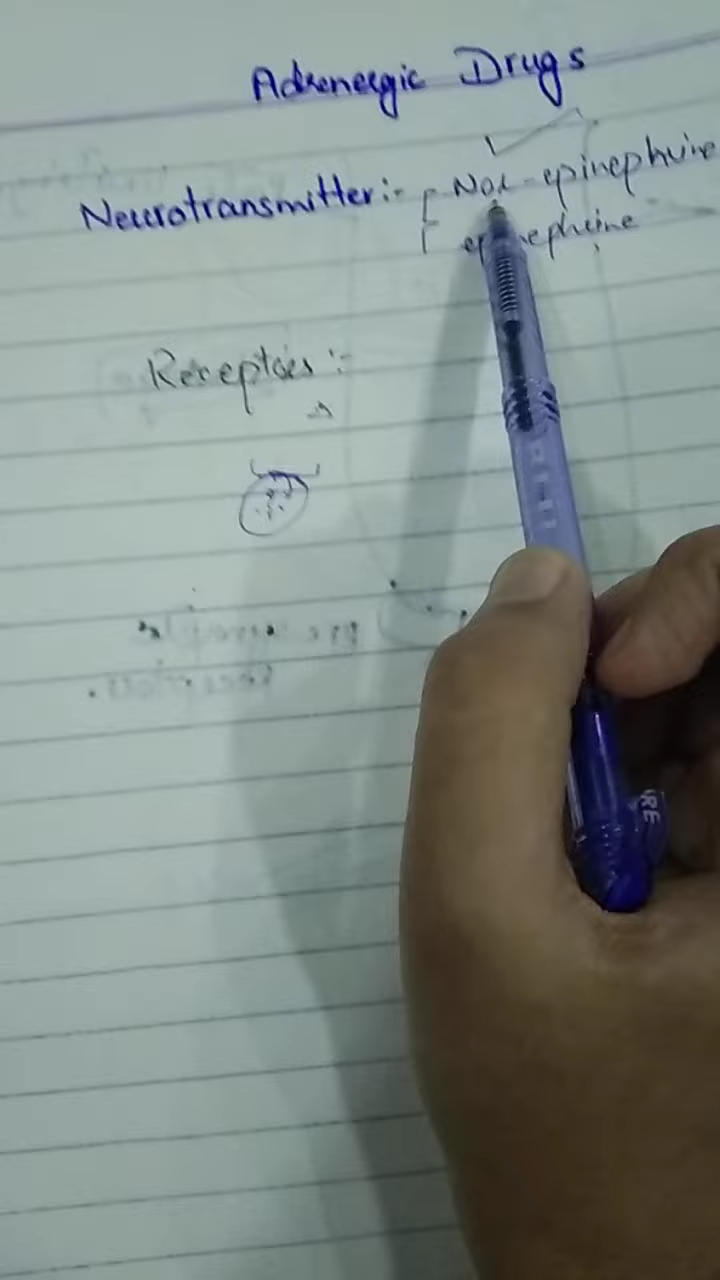 Adrenergic Drugs
Neurotransmitter:- Nor-epinephrine
epinephrine
Receptors :-